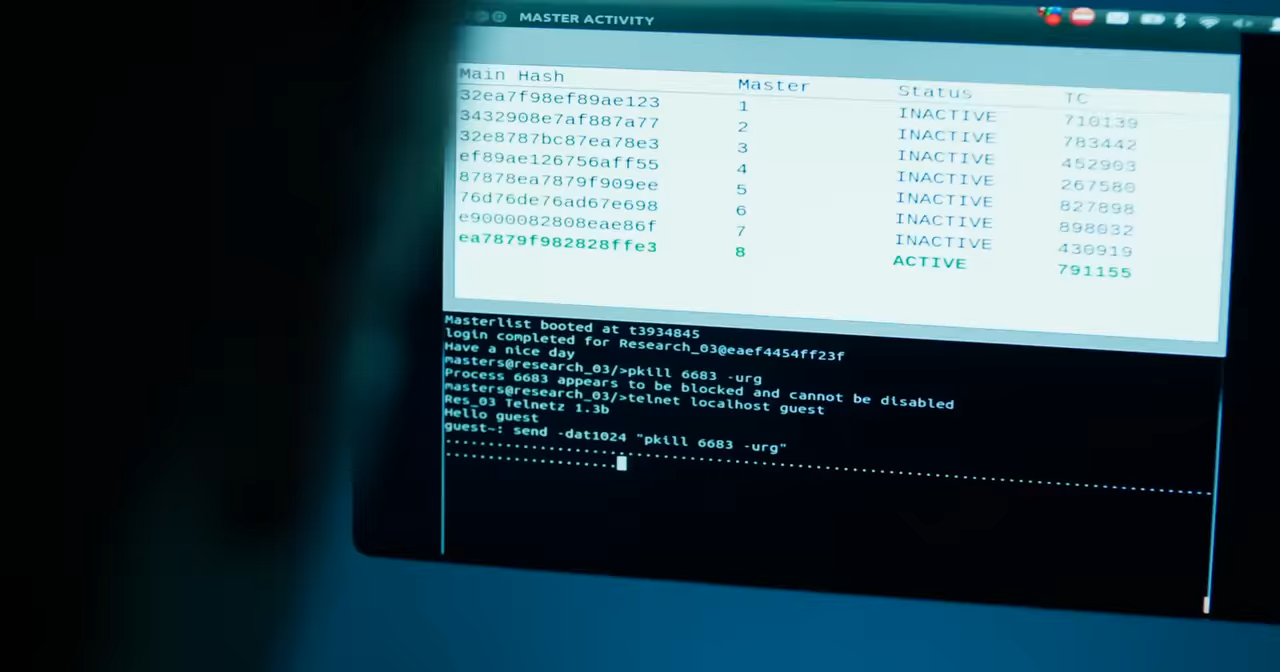 MASTER ACTIVITY
Main Hash Master Status TC
32ea7f98ef89ae123 1 INACTIVE 710139
3432908e7af887a77 2 INACTIVE 783442
32e8787bc87ea78e3 3 INACTIVE 452903
ef89ae126756aff55 4 INACTIVE 267580
87878ea7879f909ee 5 INACTIVE 827898
76d76de76ad67e698 6 INACTIVE 898032
e9000082808eae86f 7 INACTIVE 430919
ea7879f982828ffe3 8 ACTIVE 791155
Masterlist booted at t3934845
login completed for Research_03@eaef4454ff23f
Have a nice day
masters@research_03/>pkill 6683 -urg
Process 6683 appears to be blocked and cannot be disabled
masters@research_03/>telnet localhost guest
Res_03 Telnetz 1.3b
Hello guest
guest~: send -dat1024 "pkill 6683 -urg"